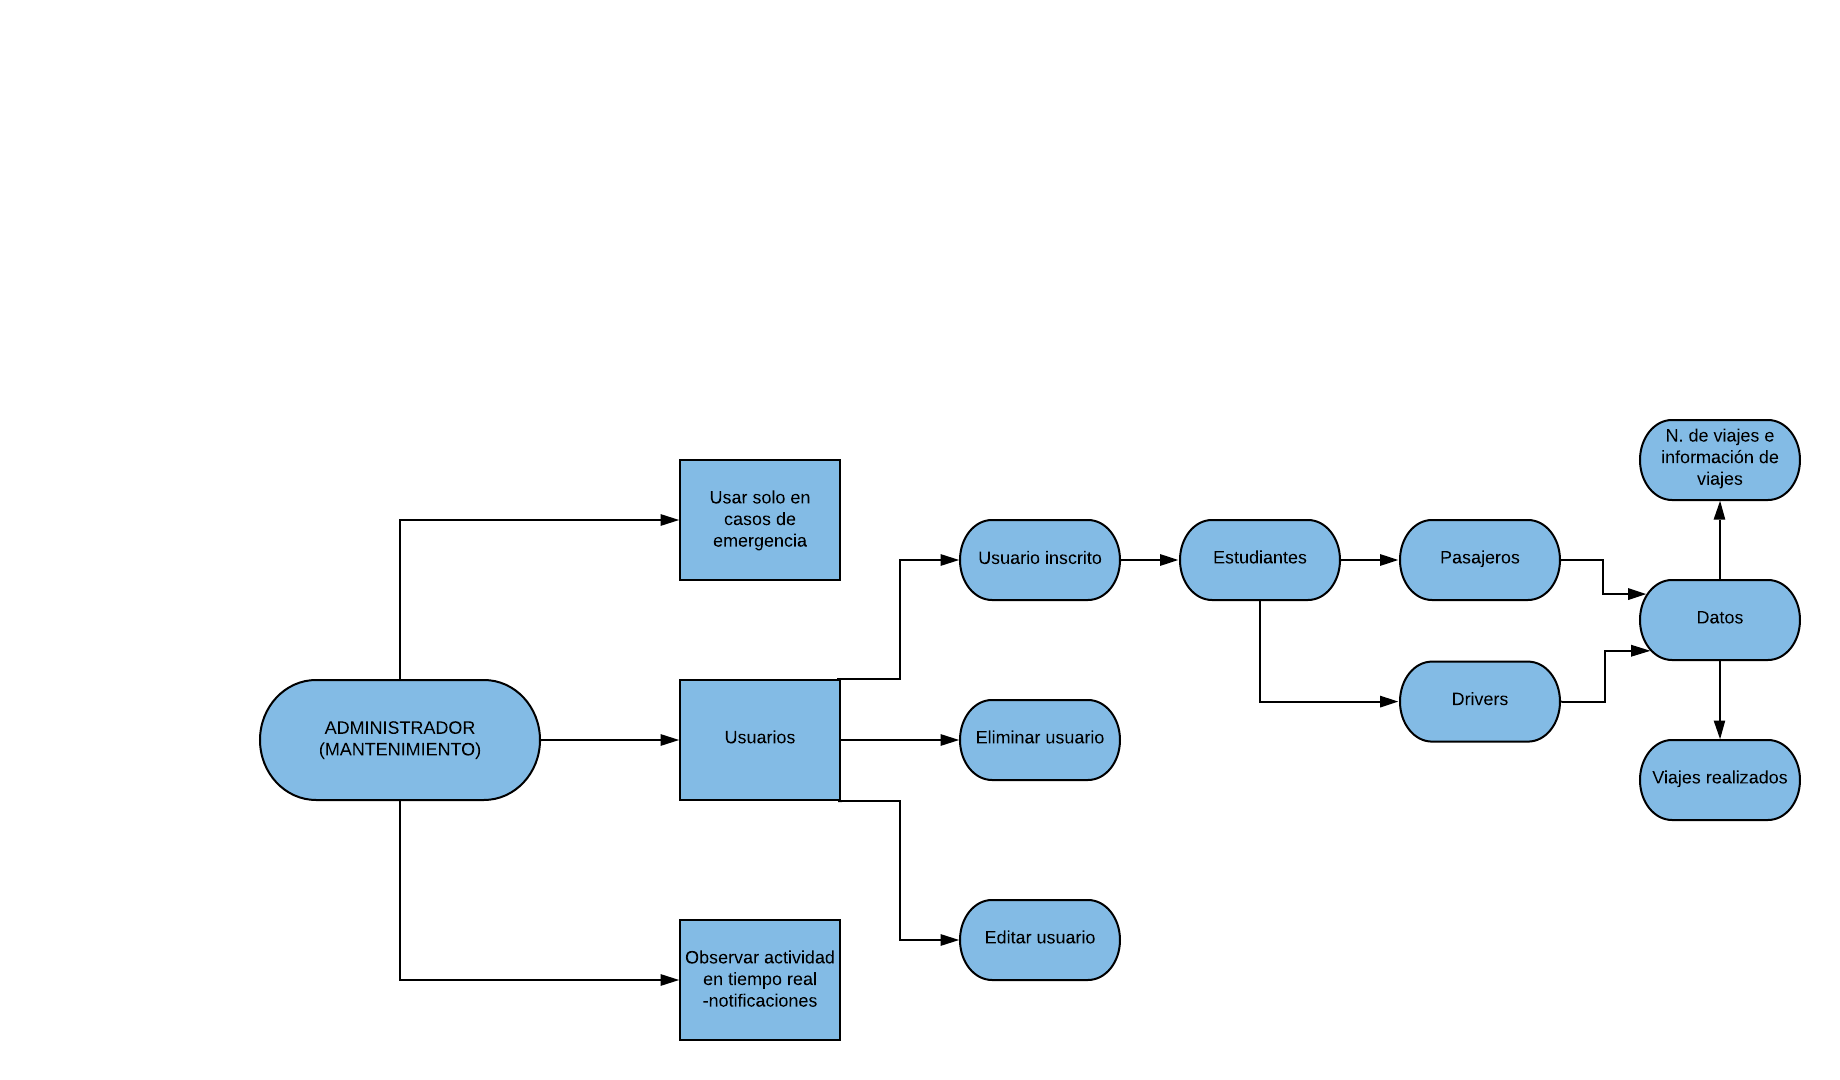 ADMINISTRADOR
(MANTENIMIENTO)
Usar solo en
casos de
emergencia
Usuarios
Observar actividad
en tiempo real
-notificaciones
Usuario inscrito
Eliminar usuario
Editar usuario
Estudiantes
Pasajeros
Drivers
N. de viajes e
información de
viajes
Datos
Viajes realizados